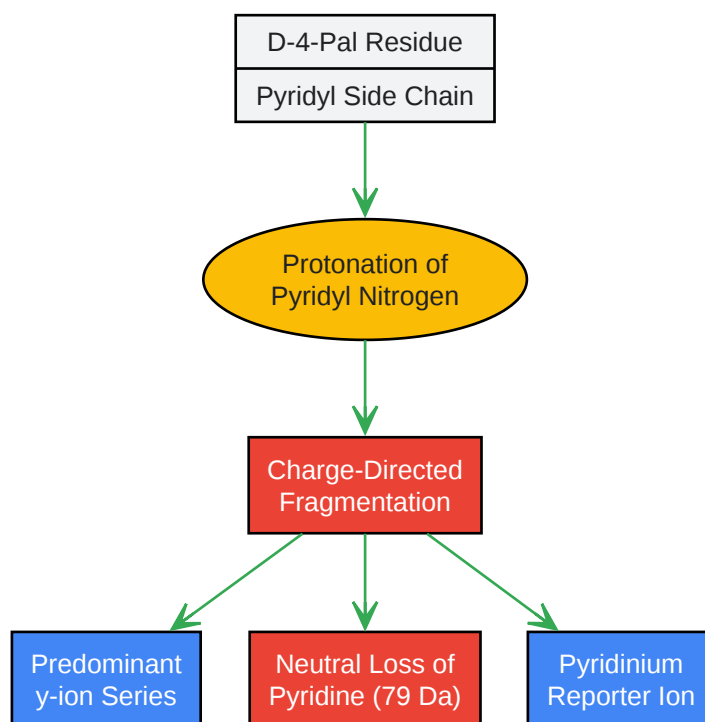 D-4-Pal Residue
Pyridyl Side Chain
Protonation of
Pyridyl Nitrogen
Charge-Directed
Fragmentation
Predominant
y-ion Series
Neutral Loss of
Pyridine (79 Da)
Pyridinium
Reporter Ion